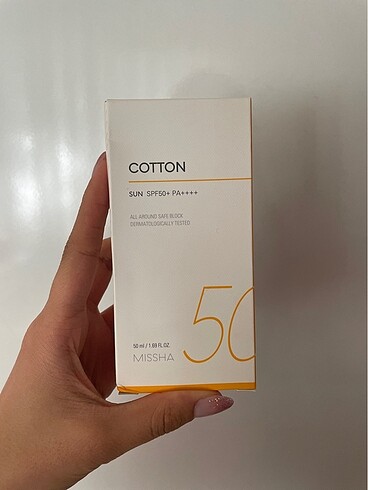 COTTON
SUN SPF50+ PA++++
ALL AROUND SAFE BLOCK
DERMATOLOGICALLY TESTED
50
50 ml / 1.69 FL.OZ.
MISSHA